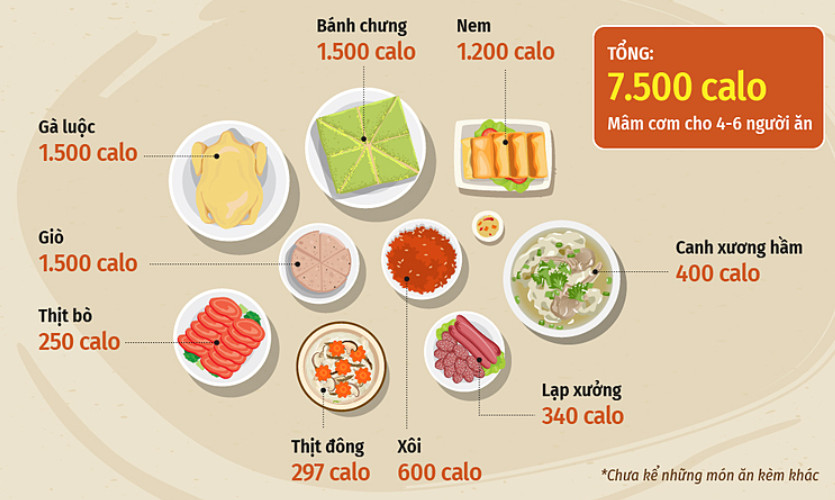 Bánh chưng
1.500 calo
Nem
1.200 calo
TỔNG:
7.500 calo
Mâm cơm cho 4-6 người ăn
Gà luộc
1.500 calo
Giò
1.500 calo
Canh xương hầm
400 calo
Thịt bò
250 calo
Lạp xưởng
340 calo
Thịt đông
297 calo
Xôi
600 calo
*Chưa kể những món ăn kèm khác